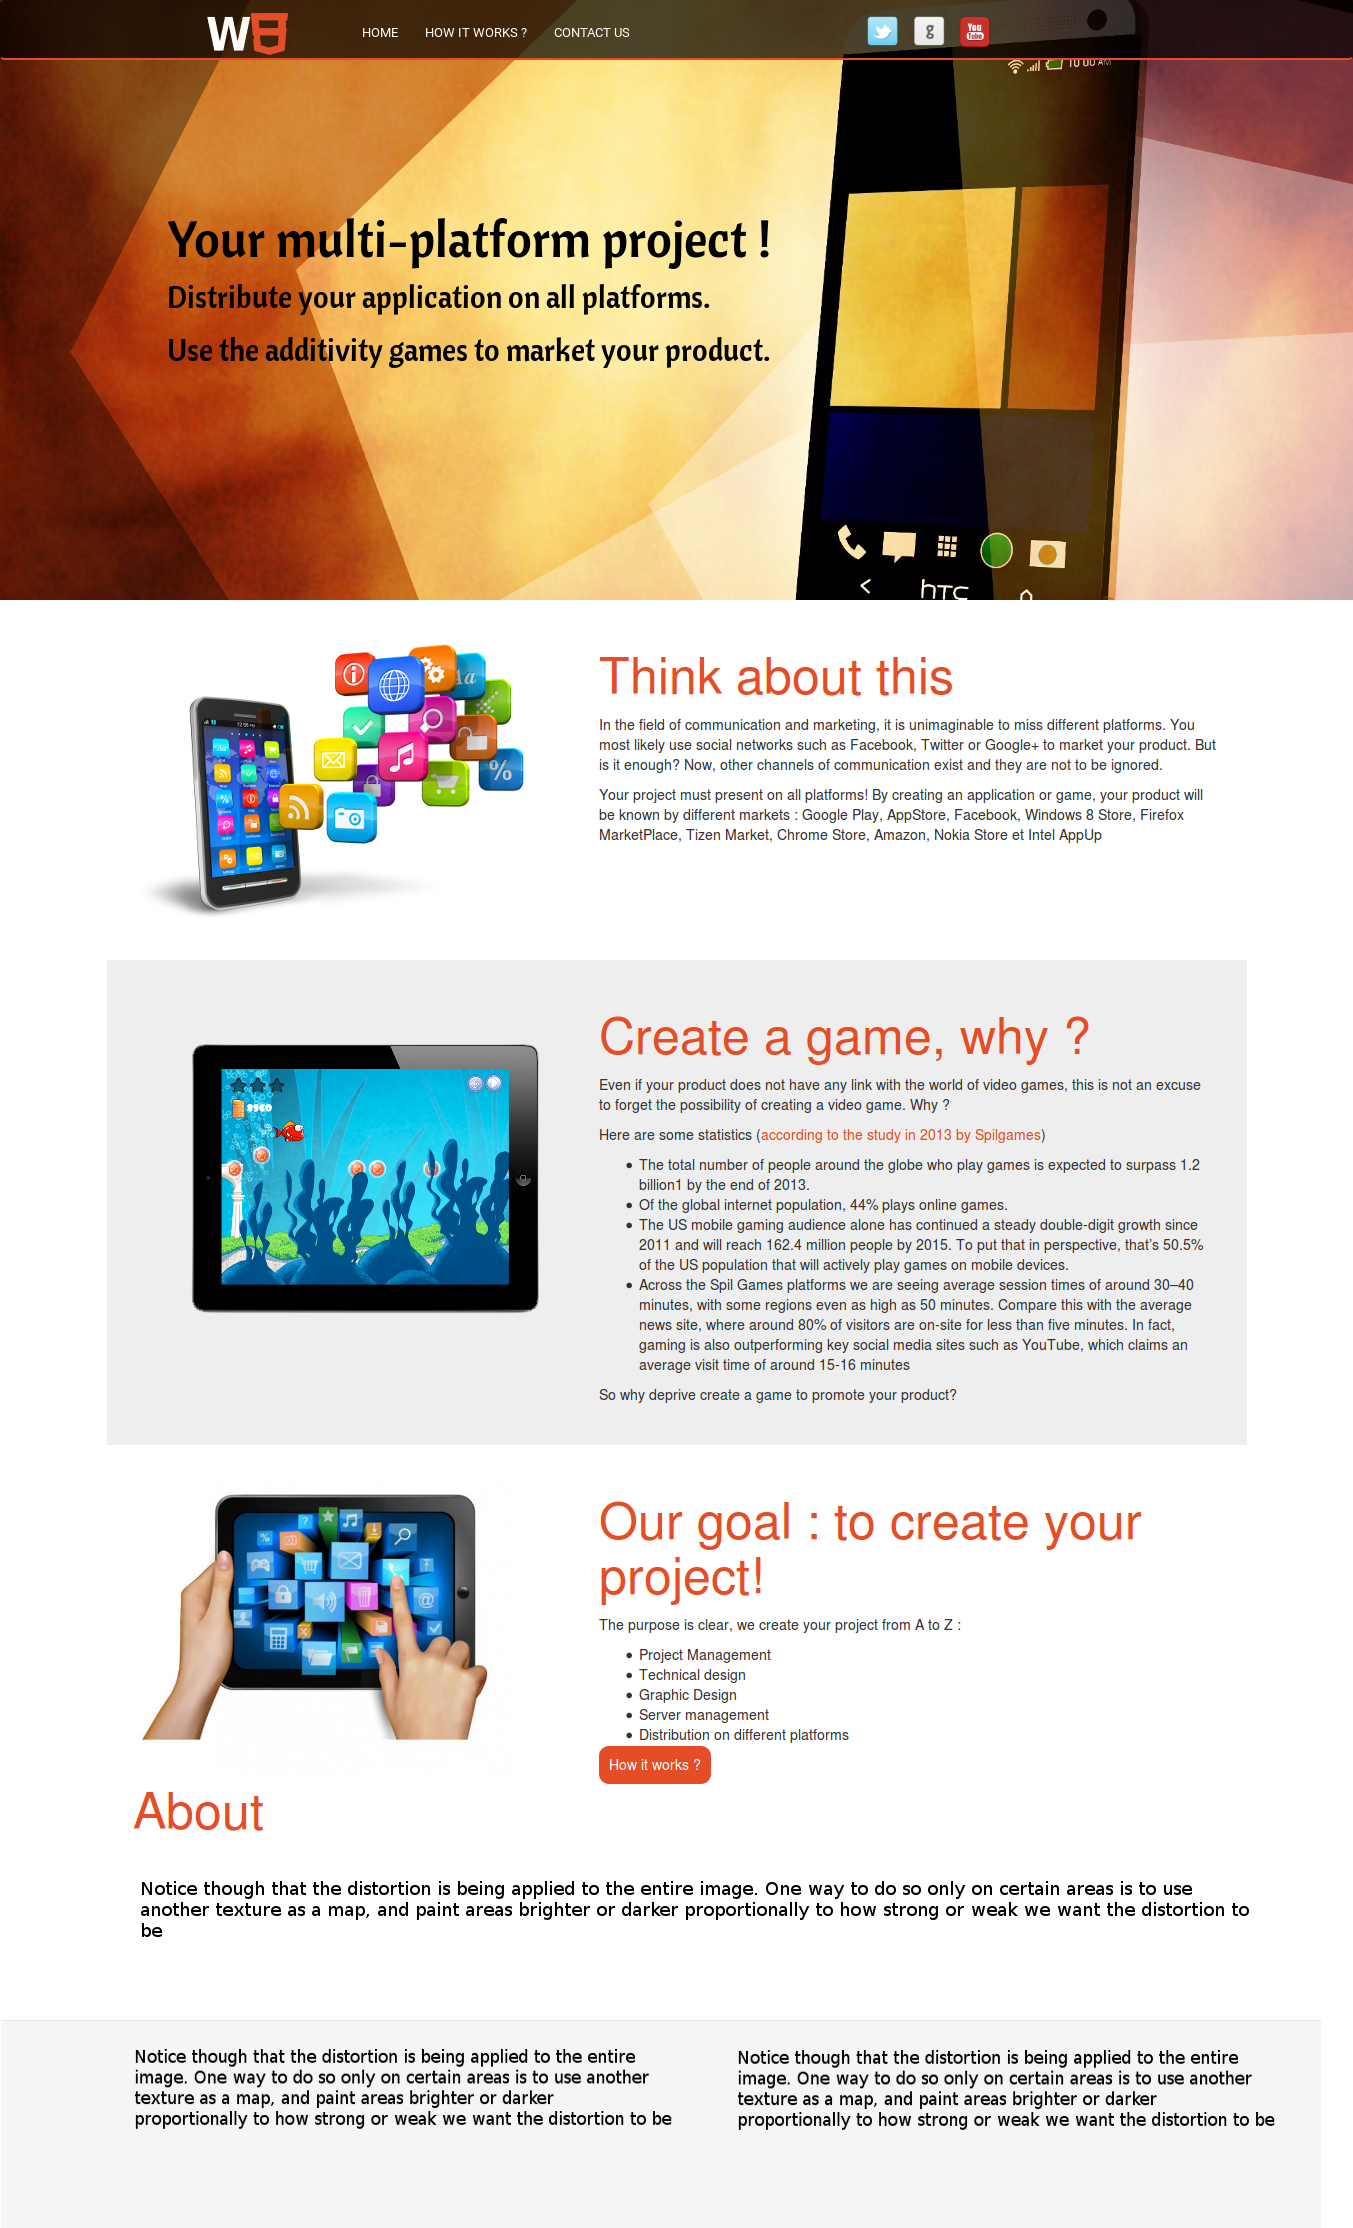 W8
HOME HOW IT WORKS ? CONTACT US
g
You
Tube
10:00 AM
Your multi-platform project !
Distribute your application on all platforms.
Use the additivity games to market your product.
hTC
Aa
%
12:56 PM
Think about this
In the field of communication and marketing, it is unimaginable to miss different platforms. You
most likely use social networks such as Facebook, Twitter or Google+ to market your product. But
is it enough? Now, other channels of communication exist and they are not to be ignored.
Your project must present on all platforms! By creating an application or game, your product will
be known by different markets : Google Play, AppStore, Facebook, Windows 8 Store, Firefox
MarketPlace, Tizen Market, Chrome Store, Amazon, Nokia Store et Intel AppUp
8960
Create a game, why ?
Even if your product does not have any link with the world of video games, this is not an excuse
to forget the possibility of creating a video game. Why ?
Here are some statistics (according to the study in 2013 by Spilgames)
The total number of people around the globe who play games is expected to surpass 1.2
billion1 by the end of 2013.
Of the global internet population, 44% plays online games.
The US mobile gaming audience alone has continued a steady double-digit growth since
2011 and will reach 162.4 million people by 2015. To put that in perspective, that’s 50.5%
of the US population that will actively play games on mobile devices.
Across the Spil Games platforms we are seeing average session times of around 30–40
minutes, with some regions even as high as 50 minutes. Compare this with the average
news site, where around 80% of visitors are on-site for less than five minutes. In fact,
gaming is also outperforming key social media sites such as YouTube, which claims an
average visit time of around 15-16 minutes
So why deprive create a game to promote your product?
Our goal : to create your
project!
The purpose is clear, we create your project from A to Z :
Project Management
Technical design
Graphic Design
Server management
Distribution on different platforms
How it works ?
About
Notice though that the distortion is being applied to the entire image. One way to do so only on certain areas is to use
another texture as a map, and paint areas brighter or darker proportionally to how strong or weak we want the distortion to
be
Notice though that the distortion is being applied to the entire
image. One way to do so only on certain areas is to use another
texture as a map, and paint areas brighter or darker
proportionally to how strong or weak we want the distortion to be
Notice though that the distortion is being applied to the entire
image. One way to do so only on certain areas is to use another
texture as a map, and paint areas brighter or darker
proportionally to how strong or weak we want the distortion to be